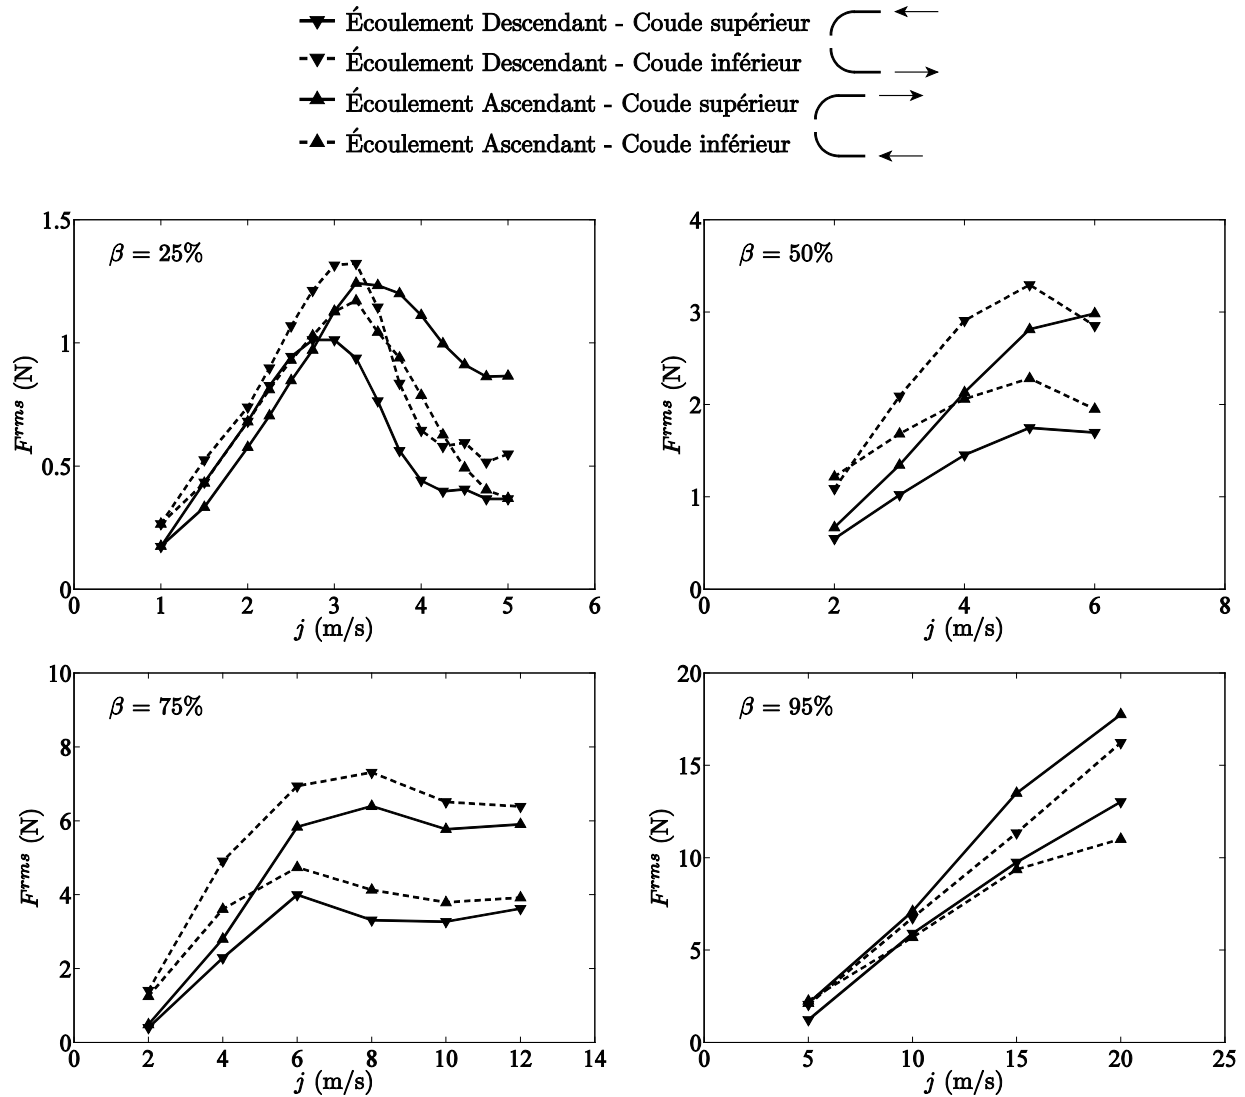 Écoulement Descendant - Coude supérieur
Écoulement Descendant - Coude inférieur
Écoulement Ascendant - Coude supérieur
Écoulement Ascendant - Coude inférieur
β = 25%
F^rms (N)
1.5
1
0.5
0
0 1 2 3 4 5 6
j (m/s)
β = 50%
F^rms (N)
4
3
2
1
0
0 2 4 6 8
j (m/s)
β = 75%
F^rms (N)
10
8
6
4
2
0
0 2 4 6 8 10 12 14
j (m/s)
β = 95%
F^rms (N)
20
15
10
5
0
0 5 10 15 20 25
j (m/s)